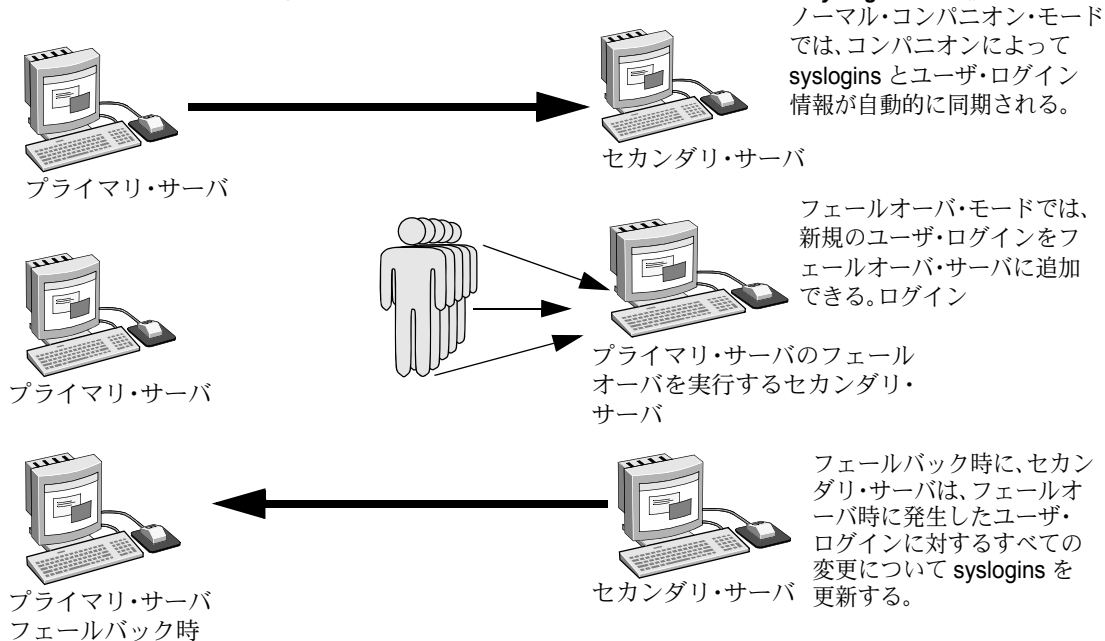 ノーマル・コンパニオン・モード
では、コンパニオンによって
syslogins とユーザ・ログイン
情報が自動的に同期される。
プライマリ・サーバ
セカンダリ・サーバ
フェールオーバ・モードでは、
新規のユーザ・ログインをフ
ェールオーバ・サーバに追加
できる。ログイン
プライマリ・サーバ
プライマリ・サーバのフェール
オーバを実行するセカンダリ・
サーバ
フェールバック時に、セカン
ダリ・サーバは、フェールオ
ーバ時に発生したユーザ・
ログインに対するすべての
変更について syslogins を
更新する。
プライマリ・サーバ
フェールバック時
セカンダリ・サーバ